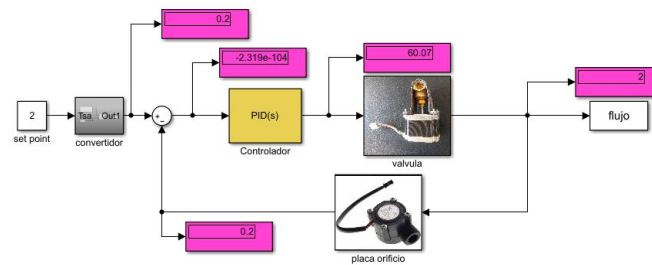 0.2
-2.319e-104
60.07
2
2
Tsa Out1
PID(s)
flujo
set point
convertidor
Controlador
valvula
0.2
placa orificio